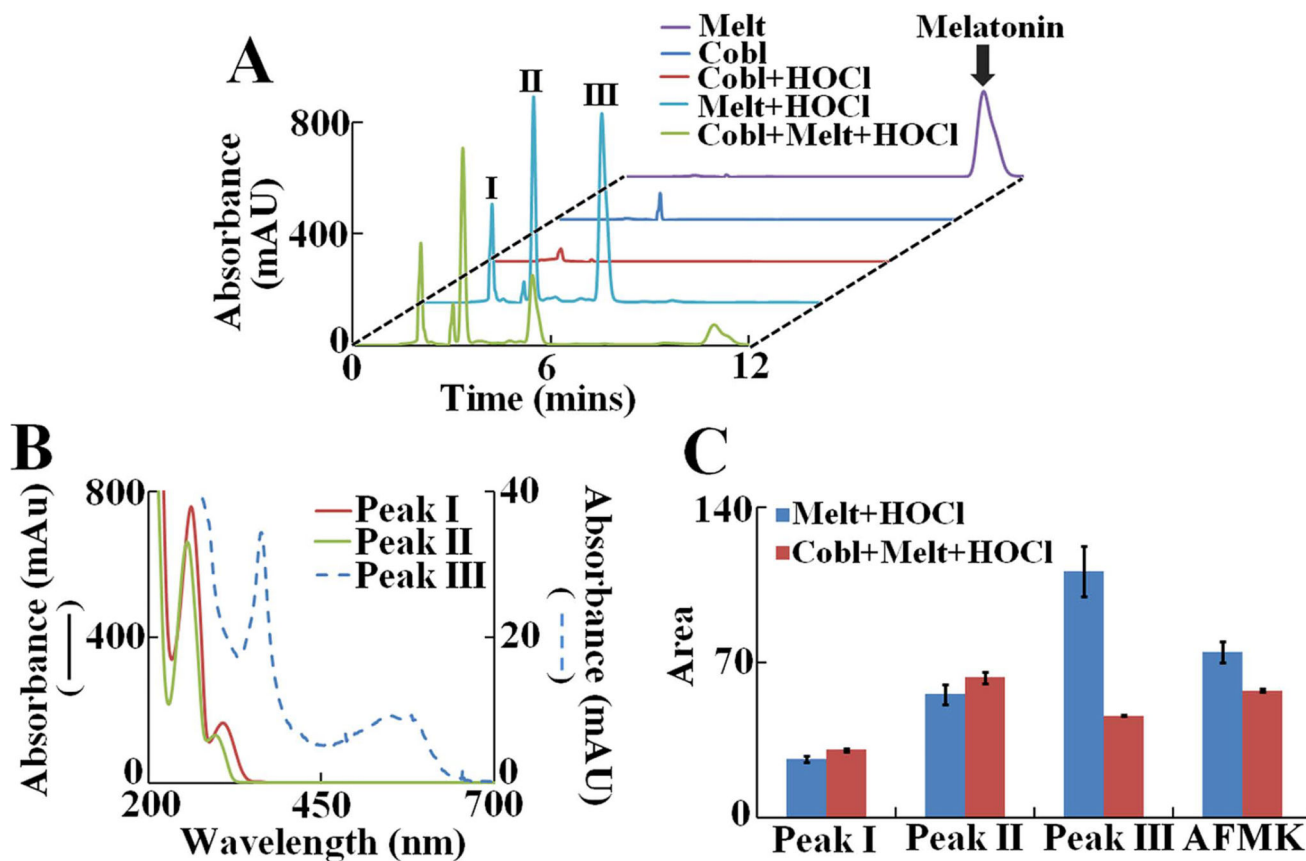 A
Melt
Cobl
Cobl+HOCl
Melt+HOCl
Cobl+Melt+HOCl
Melatonin
I
II
III
Absorbance
(mAU)
800
400
0
0
6
12
Time (mins)
B
Absorbance (mAu)
800
400
0
Peak I
Peak II
Peak III
40
20
0
Absorbance (mAU)
200
450
700
Wavelength (nm)
C
Area
140
70
0
Melt+HOCl
Cobl+Melt+HOCl
Peak I
Peak II
Peak III
AFMK